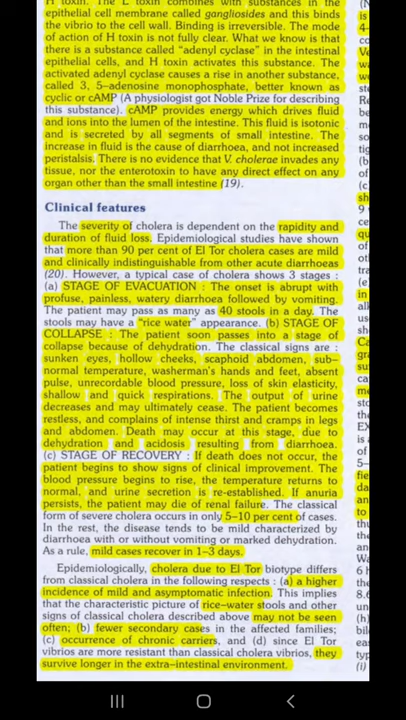 H toxin. The L toxin combines with substances in the
epithelial cell membrane called gangliosides and this binds
the vibrio to the cell wall. Binding is irreversible. The mode
of action of H toxin is not fully clear. What we know is that
there is a substance called "adenyl cyclase" in the intestinal
epithelial cells, and H toxin activates this substance. The
activated adenyl cyclase causes a rise in another substance,
called 3, 5-adenosine monophosphate, better known as
cyclic or cAMP (A physiologist got Noble Prize for describing
this substance). cAMP provides energy which drives fluid
and ions into the lumen of the intestine. This fluid is isotonic
and is secreted by all segments of small intestine. The
increase in fluid is the cause of diarrhoea, and not increased
peristalsis. There is no evidence that V. cholerae invades any
tissue, nor the enterotoxin to have any direct effect on any
organ other than the small intestine (19).
Clinical features
The severity of cholera is dependent on the rapidity and
duration of fluid loss. Epidemiological studies have shown
that more than 90 per cent of El Tor cholera cases are mild
and clinically indistinguishable from other acute diarrhoeas
(20). However, a typical case of cholera shows 3 stages :
(a) STAGE OF EVACUATION : The onset is abrupt with
profuse, painless, watery diarrhoea followed by vomiting.
The patient may pass as many as 40 stools in a day. The
stools may have a "rice water" appearance. (b) STAGE OF
COLLAPSE : The patient soon passes into a stage of
collapse because of dehydration. The classical signs are :
sunken eyes, hollow cheeks, scaphoid abdomen, sub-
normal temperature, washerman's hands and feet, absent
pulse, unrecordable blood pressure, loss of skin elasticity,
shallow and quick respirations. The output of urine
decreases and may ultimately cease. The patient becomes
restless, and complains of intense thirst and cramps in legs
and abdomen. Death may occur at this stage, due to
dehydration and acidosis resulting from diarrhoea.
(c) STAGE OF RECOVERY : If death does not occur, the
patient begins to show signs of clinical improvement. The
blood pressure begins to rise, the temperature returns to
normal, and urine secretion is re-established. If anuria
persists, the patient may die of renal failure. The classical
form of severe cholera occurs in only 5-10 per cent of cases.
In the rest, the disease tends to be mild characterized by
diarrhoea with or without vomiting or marked dehydration.
As a rule, mild cases recover in 1-3 days.
Epidemiologically, cholera due to El Tor biotype differs
from classical cholera in the following respects : (a) a higher
incidence of mild and asymptomatic infection. This implies
that the characteristic picture of rice-water stools and other
signs of classical cholera described above may not be seen
often; (b) fewer secondary cases in the affected families;
(c) occurrence of chronic carriers, and (d) since El Tor
vibrios are more resistant than classical cholera vibrios, they
survive longer in the extra-intestinal environment.